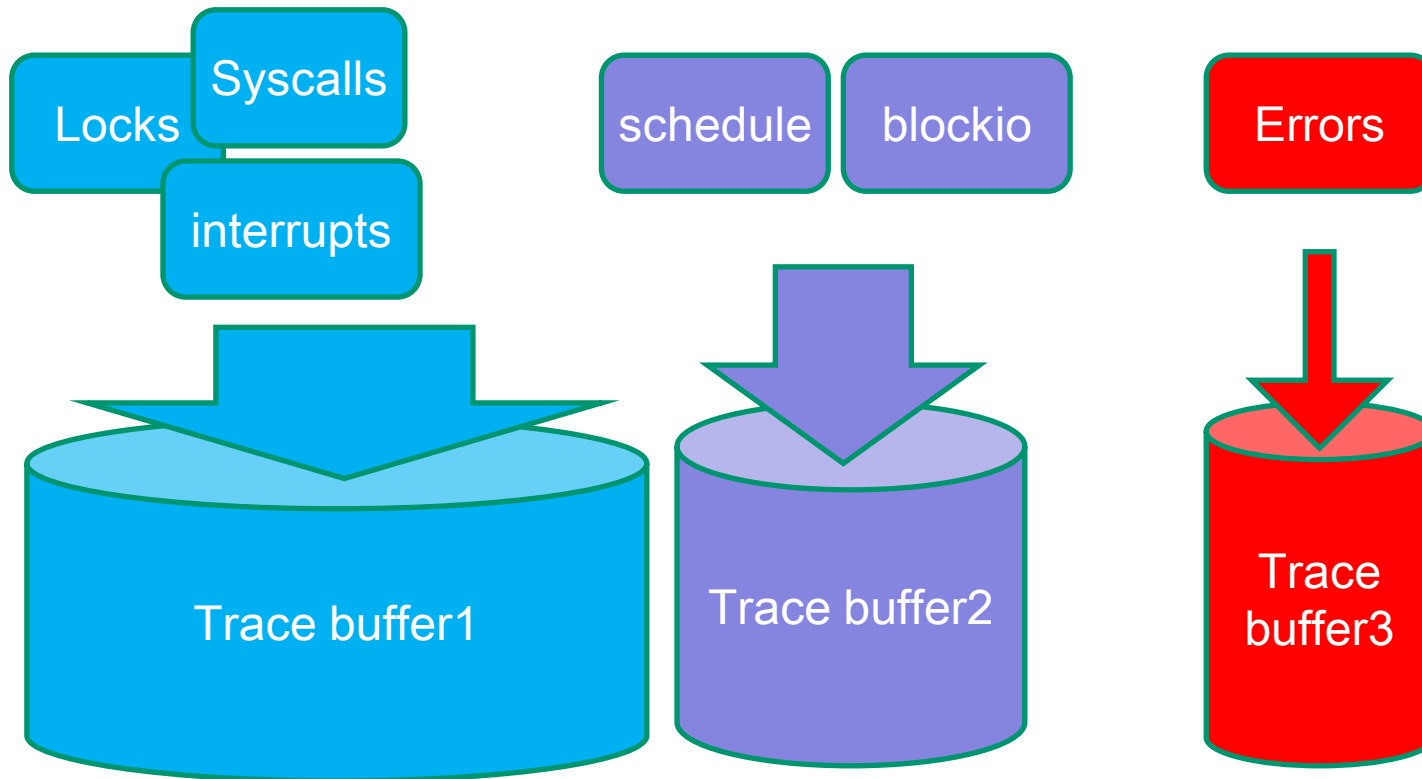 Locks
Syscalls
interrupts
schedule
blockio
Errors
Trace buffer1
Trace buffer2
Trace
buffer3